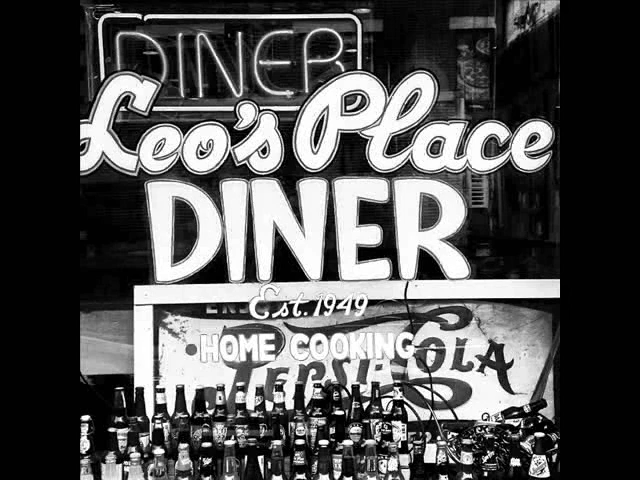 DINER
Leo's Place
DINER
Est. 1949
HOME COOKING
PEPSI-COLA